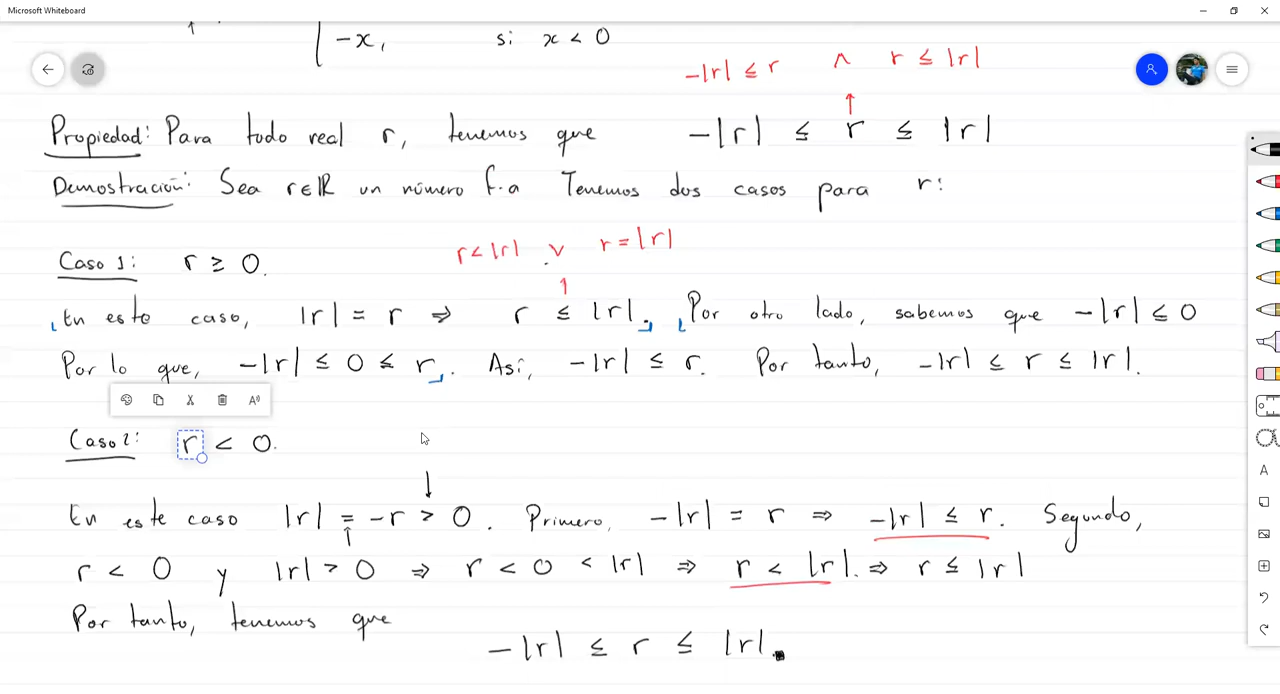 Microsoft Whiteboard
-x, si x < 0
-|r| ≤ r ∧ r ≤ |r|
↑
Propiedad: Para todo real r, tenemos que -|r| ≤ r ≤ |r|
Demostración: Sea r∈ℝ un número f.a Tenemos dos casos para r:
r<|r| ∨ r=|r|
Caso 1: r ≥ 0.
↑
En este caso, |r| = r ⇒ r ≤ |r|. Por otro lado, sabemos que -|r| ≤ 0
Por lo que, -|r| ≤ 0 ≤ r. Así, -|r| ≤ r. Por tanto, -|r| ≤ r ≤ |r|.
Caso 2: r < 0.
↓
En este caso |r| = -r > 0. Primero, -|r| = r ⇒ -|r| ≤ r. Segundo,
↑
r < 0 y |r| > 0 ⇒ r < 0 < |r| ⇒ r < |r|. ⇒ r ≤ |r|
Por tanto, tenemos que
-|r| ≤ r ≤ |r|.